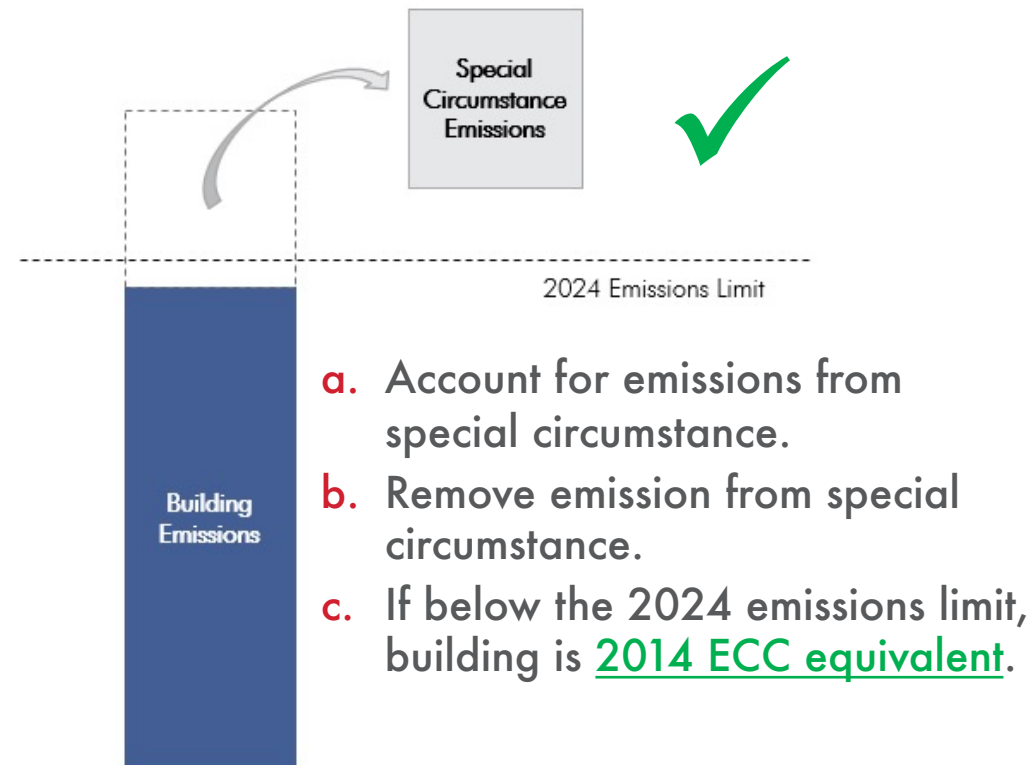 Special
Circumstance
Emissions
2024 Emissions Limit
a. Account for emissions from
special circumstance.
b. Remove emission from special
circumstance.
c. If below the 2024 emissions limit,
building is 2014 ECC equivalent.
Building
Emissions